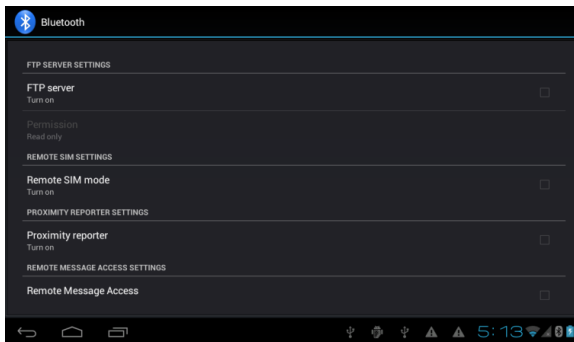 Bluetooth
FTP SERVER SETTINGS
FTP server
Turn on
Permission
Read only
REMOTE SIM SETTINGS
Remote SIM mode
Turn on
PROXIMITY REPORTER SETTINGS
Proximity reporter
Turn on
REMOTE MESSAGE ACCESS SETTINGS
Remote Message Access
5:13